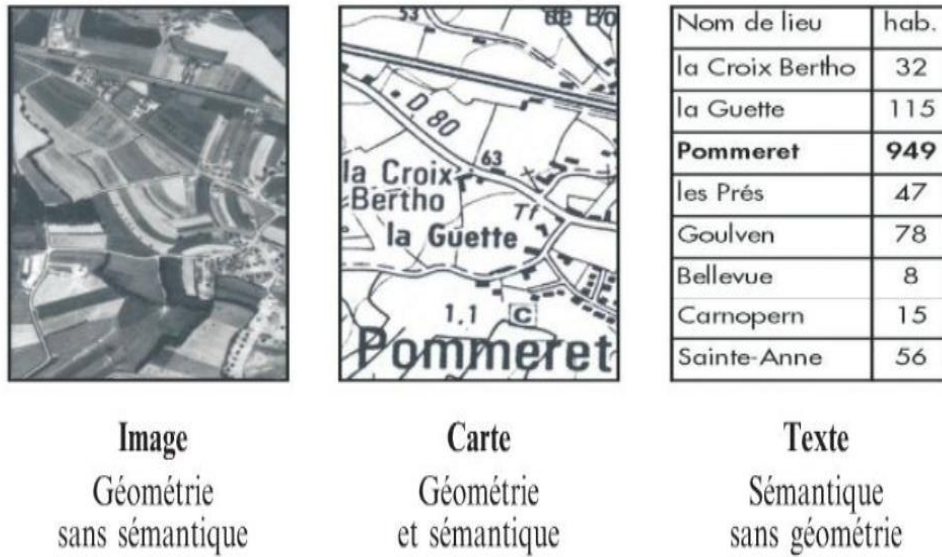 53
de Bo
D. 80
63
la Croix
Bertho
Tf
la Guette
1.1 C
Pommeret
Nom de lieu hab.
la Croix Bertho 32
la Guette 115
Pommeret 949
les Prés 47
Goulven 78
Bellevue 8
Carnopern 15
Sainte-Anne 56
Image
Géométrie
sans sémantique
Carte
Géométrie
et sémantique
Texte
Sémantique
sans géométrie